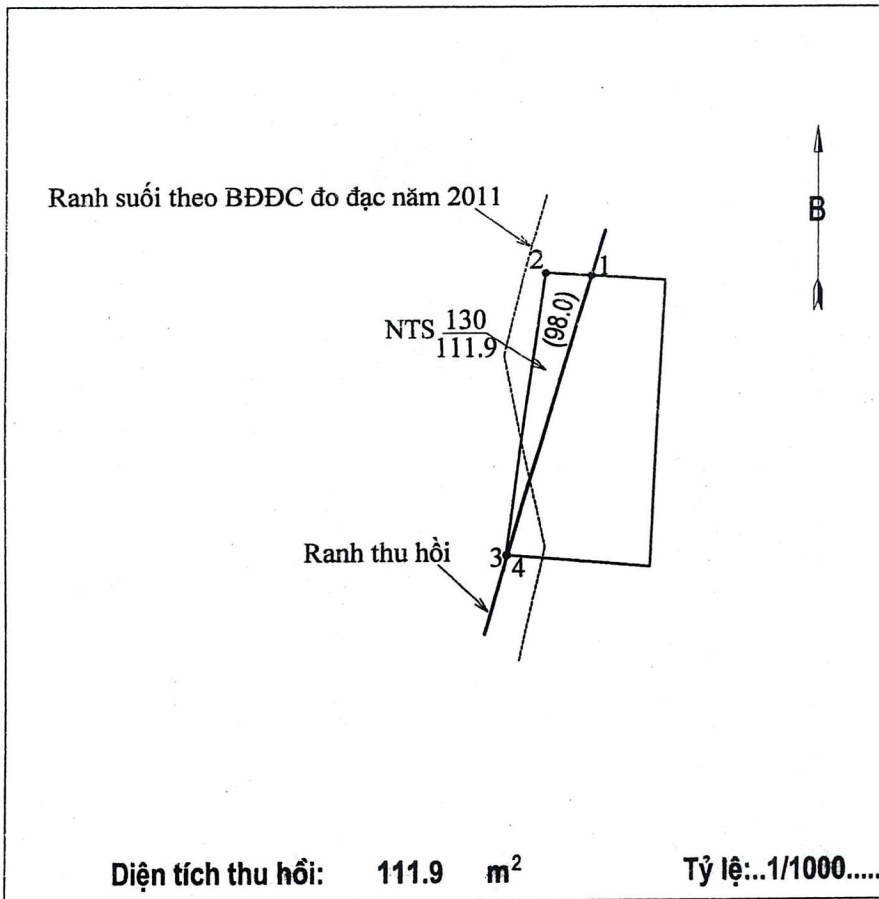 Ranh suối theo BĐĐC đo đạc năm 2011
B
2
1
(98.0)
NTS 130
111.9
Ranh thu hồi
3
4
Diện tích thu hồi: 111.9 m²
Tỷ lệ:..1/1000.....